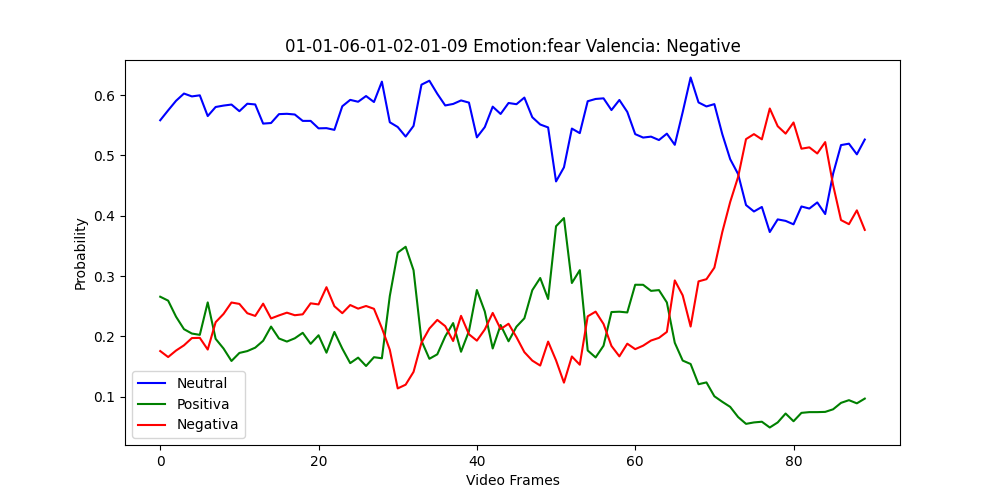 01-01-06-01-02-01-09 Emotion:fear Valencia: Negative
Probability
0.6
0.5
0.4
0.3
0.2
0.1
Neutral
Positiva
Negativa
0 20 40 60 80
Video Frames